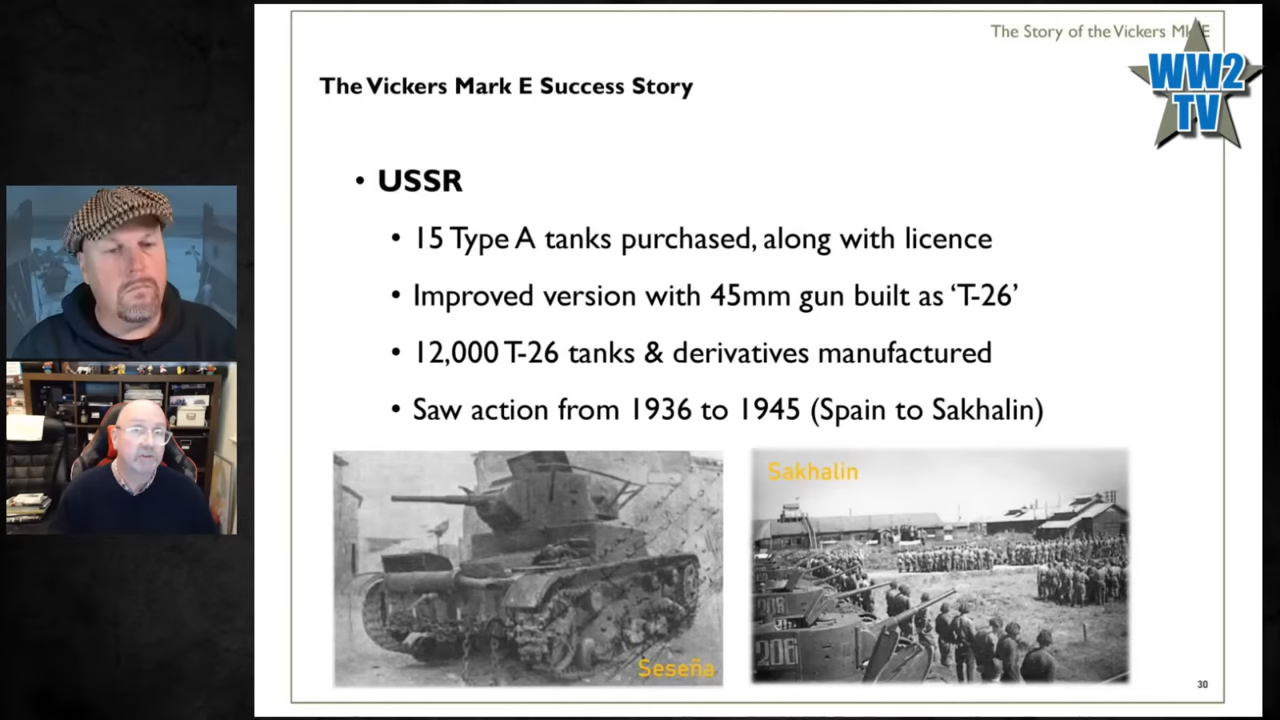 The Story of the Vickers Mk E
WW2
TV
The Vickers Mark E Success Story
• USSR
• 15 Type A tanks purchased, along with licence
• Improved version with 45mm gun built as ‘T-26’
• 12,000 T-26 tanks & derivatives manufactured
• Saw action from 1936 to 1945 (Spain to Sakhalin)
Sakhalin
208
206
Seseña
30